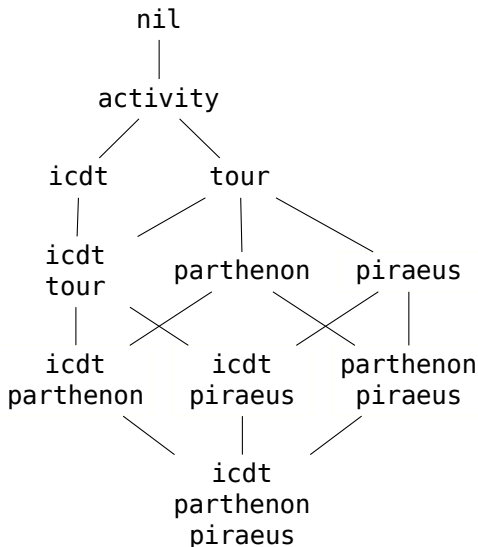 nil
activity
icdt
tour
icdt
tour
parthenon
piraeus
icdt
parthenon
icdt
piraeus
parthenon
piraeus
icdt
parthenon
piraeus